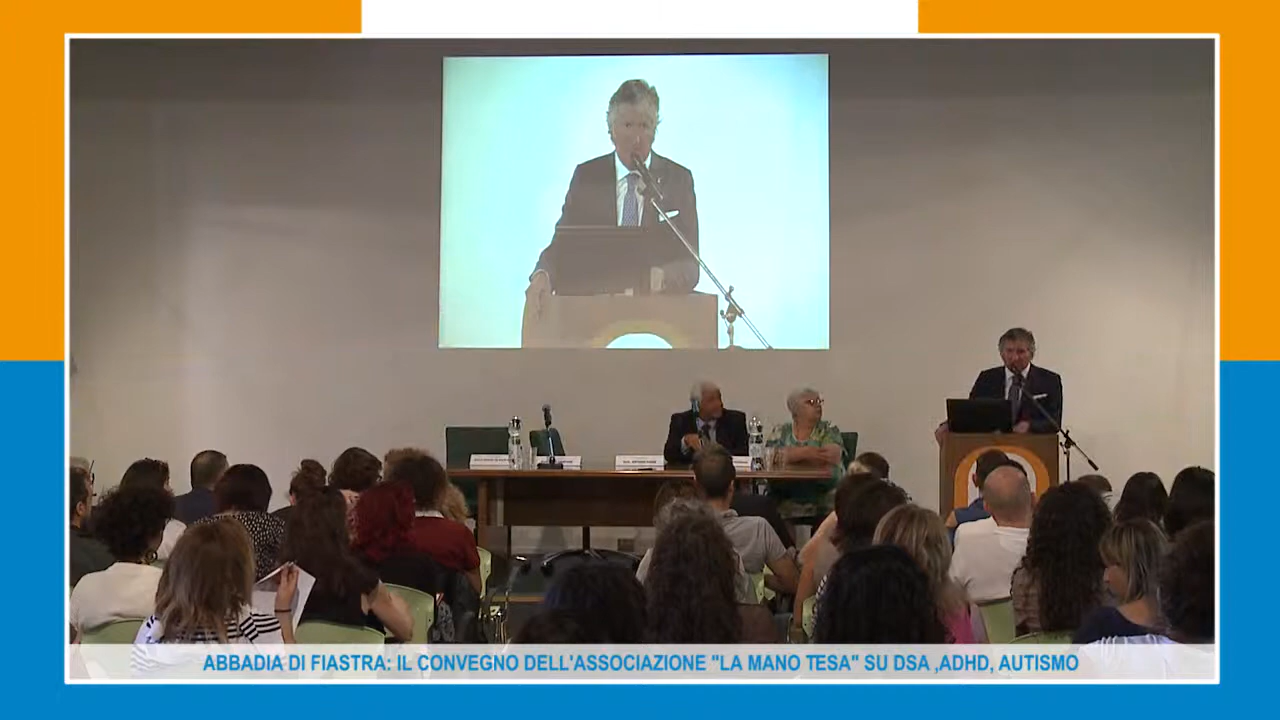 ABBADIA DI FIASTRA: IL CONVEGNO DELL'ASSOCIAZIONE "LA MANO TESA" SU DSA ,ADHD, AUTISMO